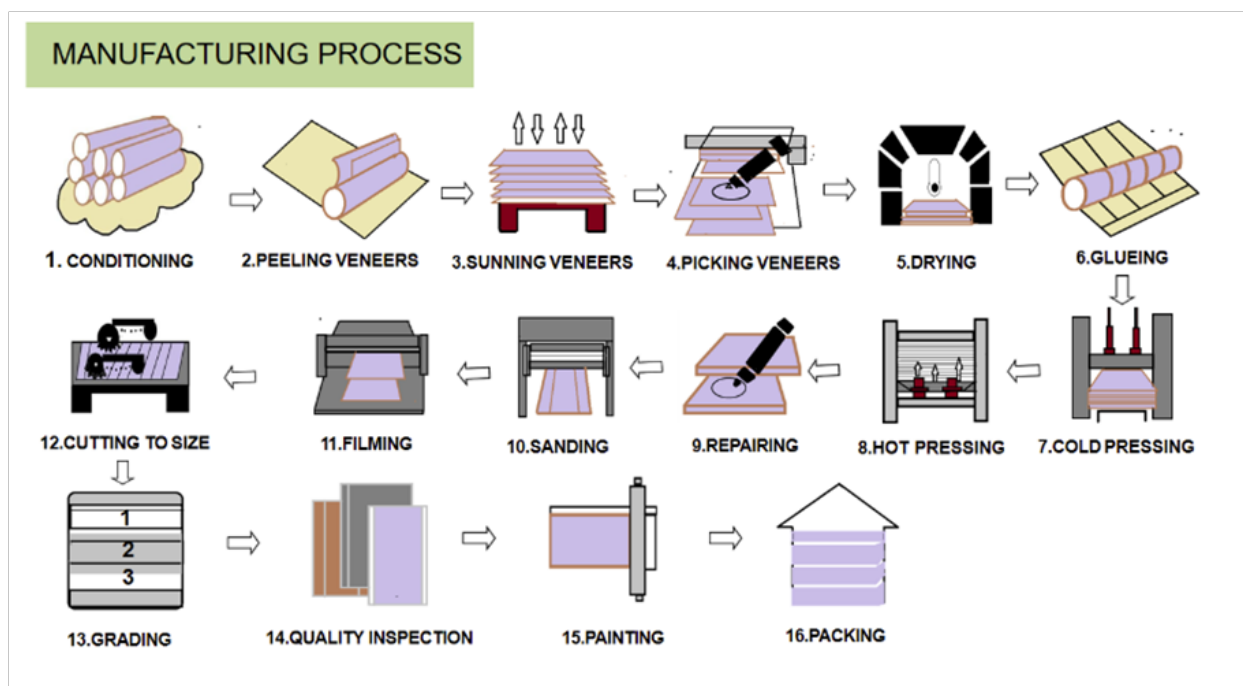 MANUFACTURING PROCESS
1. CONDITIONING
2.PEELING VENEERS
3.SUNNING VENEERS
4.PICKING VENEERS
5.DRYING
6.GLUEING
12.CUTTING TO SIZE
11.FILMING
10.SANDING
9.REPAIRING
8.HOT PRESSING
7.COLD PRESSING
1
2
3
13.GRADING
14.QUALITY INSPECTION
15.PAINTING
16.PACKING